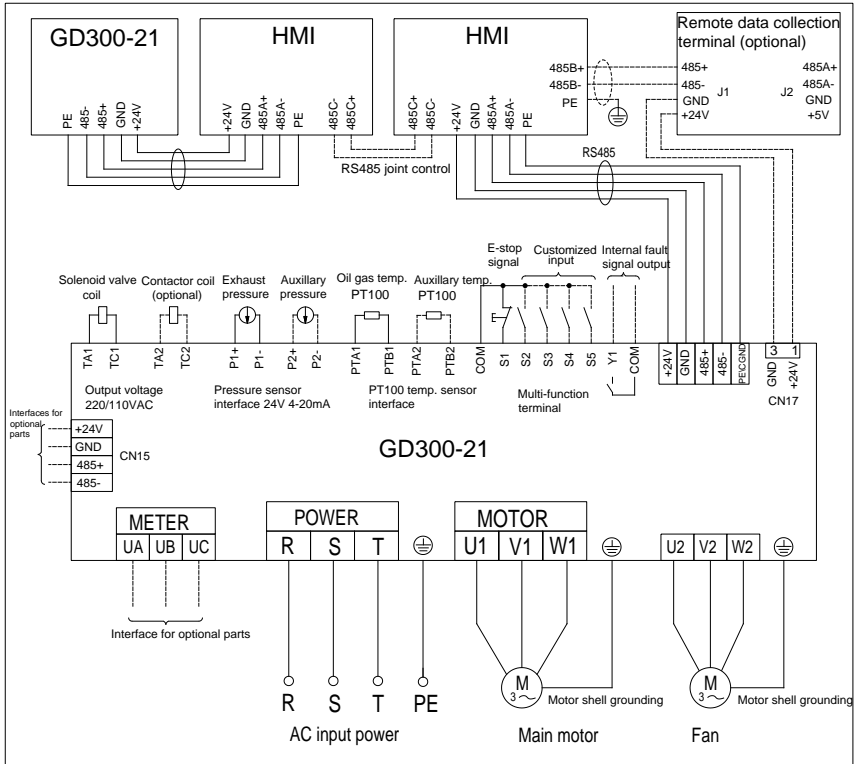 GD300-21
HMI
HMI
Remote data collection
terminal (optional)
485B+
485B-
PE
485+
485-
GND
+24V
J1
J2
485A+
485A-
GND
+5V
PE
485-
485+
GND
+24V
+24V
GND
485A+
485A-
PE
485C-
485C+
485C+
485C-
+24V
GND
485A+
485A-
PE
RS485 joint control
RS485
Solenoid valve
coil
Contactor coil
(optional)
Exhaust
pressure
Auxillary
pressure
Oil gas temp.
PT100
Auxillary temp.
PT100
E-stop
signal
Customized
input
Internal fault
signal output
TA1
TC1
TA2
TC2
P1+
P1-
P2+
P2-
PTA1
PTB1
PTA2
PTB2
COM
S1
S2
S3
S4
S5
Y1
COM
+24V
GND
485+
485-
PE\CGND
3
1
GND
+24V
CN17
Output voltage
220/110VAC
Pressure sensor
interface 24V 4-20mA
PT100 temp. sensor
interface
Multi-function
terminal
Interfaces for
optional
parts
+24V
GND
485+
485-
CN15
GD300-21
METER
UA
UB
UC
POWER
R
S
T
MOTOR
U1
V1
W1
U2
V2
W2
Interface for optional parts
R
S
T
PE
AC input power
M
3
Motor shell grounding
Main motor
M
3
Motor shell grounding
Fan